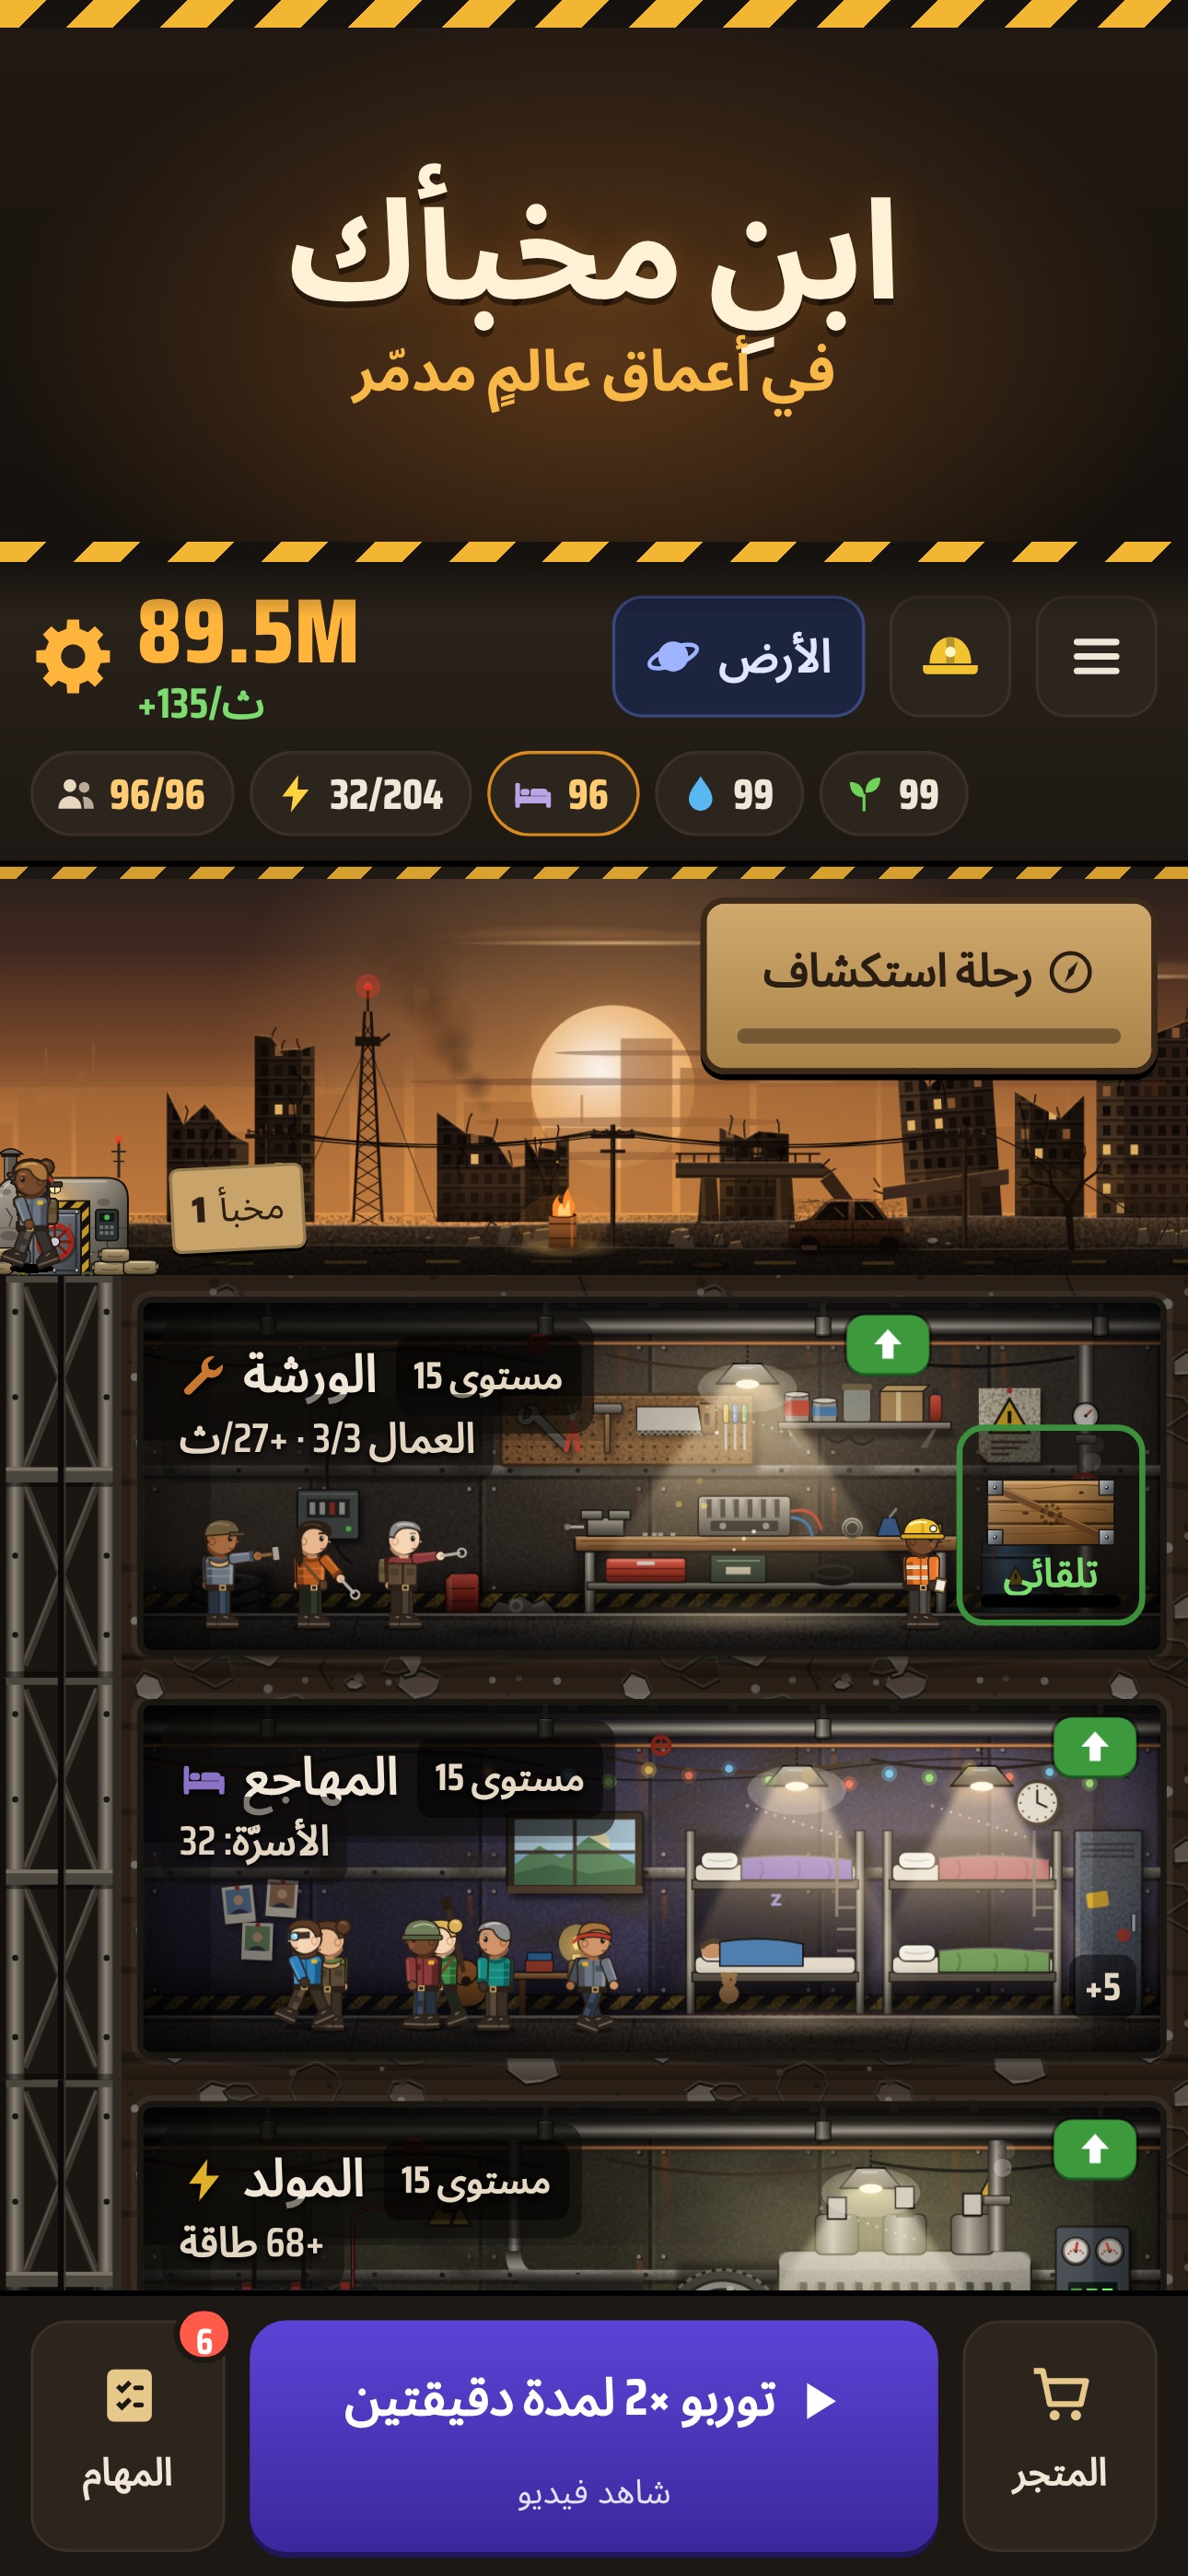 ابنِ مخبأك
في أعماق عالمٍ مدمّر
89.5M
+135/ث
الأرض
96/96
32/204
96
99
99
رحلة استكشاف
مخبأ 1
الورشة مستوى 15
العمال 3/3 · +27/ث
تلقائي
المهاجع مستوى 15
الأسرّة: 32
z
+5
المولد مستوى 15
+68 طاقة
6
المهام
توربو ×2 لمدة دقيقتين
شاهد فيديو
المتجر